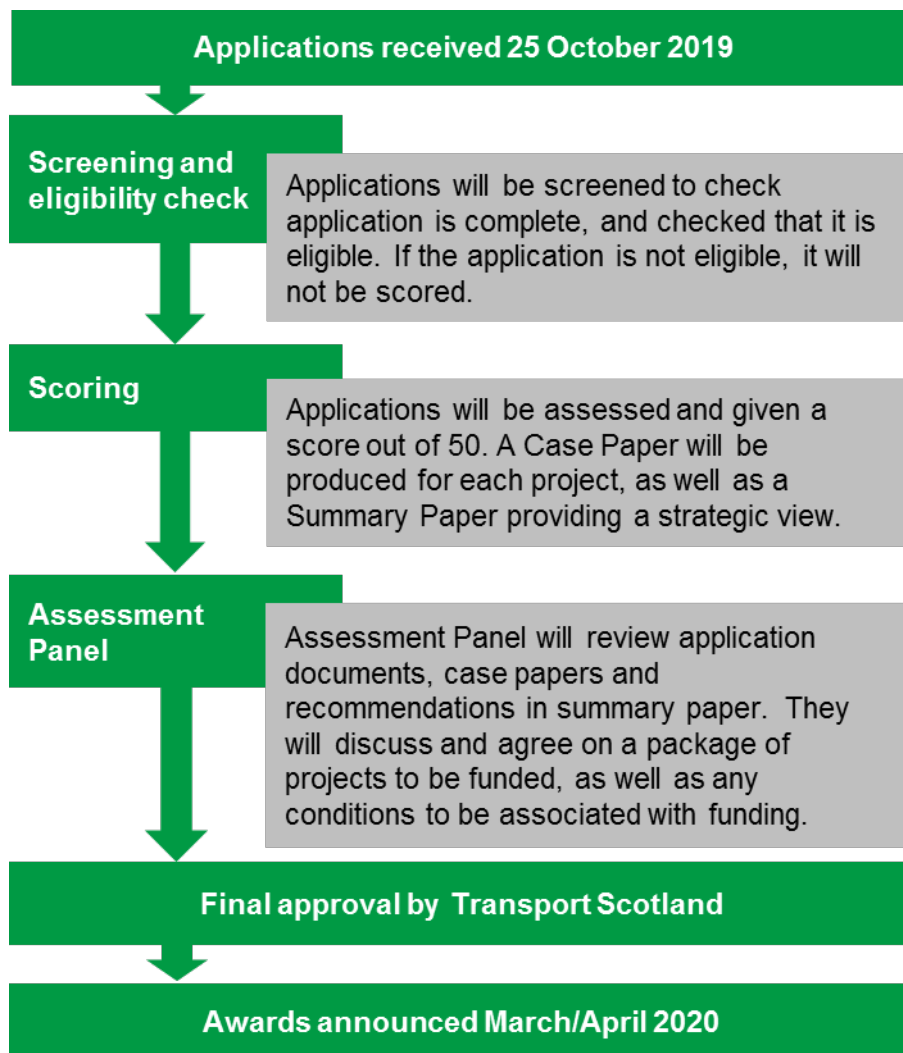 Applications received 25 October 2019
Screening and
eligibility check
Applications will be screened to check
application is complete, and checked that it is
eligible. If the application is not eligible, it will
not be scored.
Scoring
Applications will be assessed and given a
score out of 50. A Case Paper will be
produced for each project, as well as a
Summary Paper providing a strategic view.
Assessment
Panel
Assessment Panel will review application
documents, case papers and
recommendations in summary paper. They
will discuss and agree on a package of
projects to be funded, as well as any
conditions to be associated with funding.
Final approval by Transport Scotland
Awards announced March/April 2020